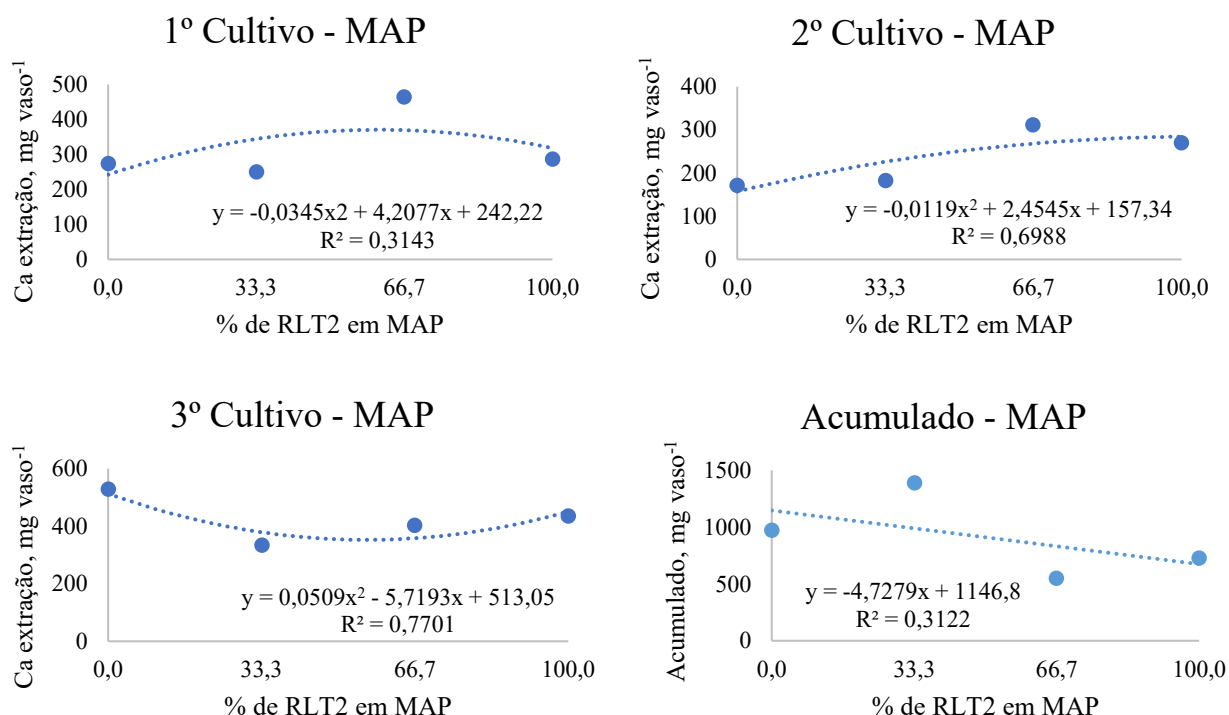 1º Cultivo - MAP
Ca extração, mg vaso-1
500
400
300
200
100
0
y = -0,0345x2 + 4,2077x + 242,22
R² = 0,3143
0,0 33,3 66,7 100,0
% de RLT2 em MAP
2º Cultivo - MAP
Ca extração, mg vaso-1
400
300
200
100
0
y = -0,0119x² + 2,4545x + 157,34
R² = 0,6988
0,0 33,3 66,7 100,0
% de RLT2 em MAP
3º Cultivo - MAP
Ca extração, mg vaso-1
600
400
200
0
y = 0,0509x² - 5,7193x + 513,05
R² = 0,7701
0,0 33,3 66,7 100,0
% de RLT2 em MAP
Acumulado - MAP
Acumulado, mg vaso-1
1500
1000
500
0
y = -4,7279x + 1146,8
R² = 0,3122
0,0 33,3 66,7 100,0
% de RLT2 em MAP